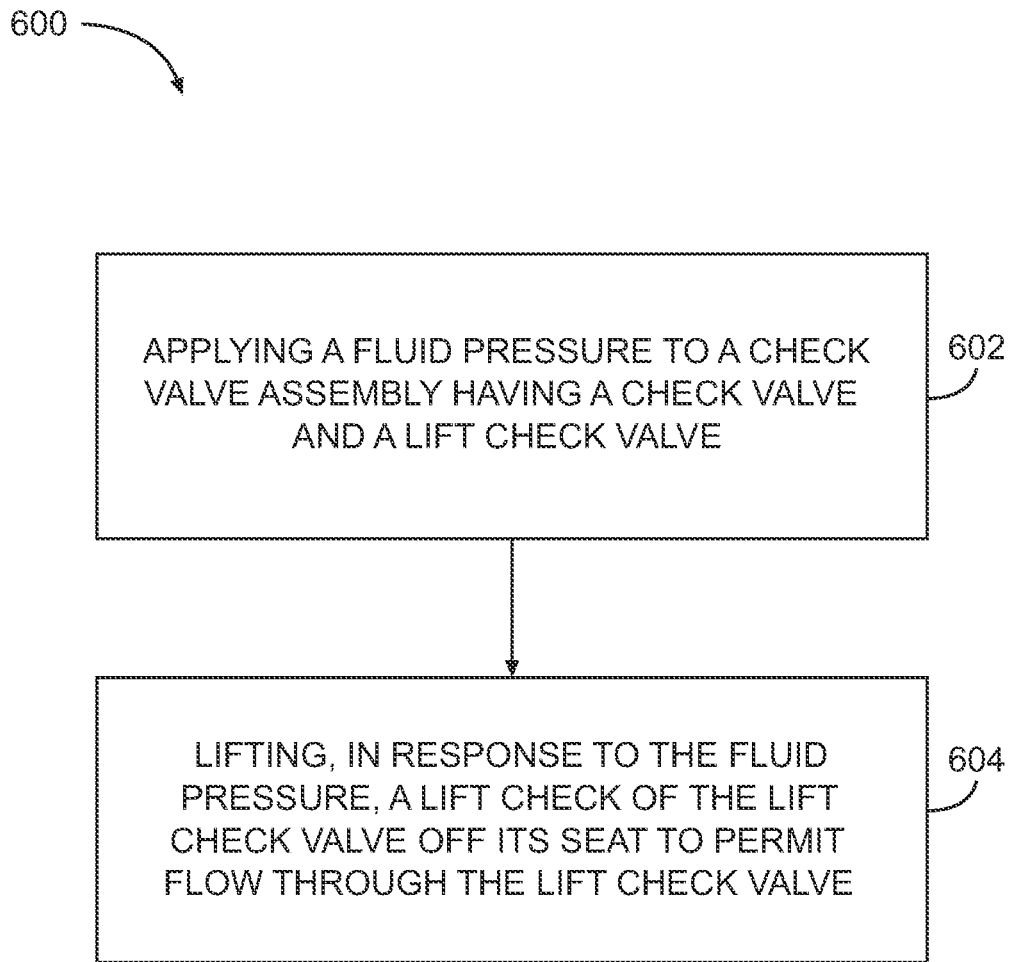 600
APPLYING A FLUID PRESSURE TO A CHECK
VALVE ASSEMBLY HAVING A CHECK VALVE
AND A LIFT CHECK VALVE
602
LIFTING, IN RESPONSE TO THE FLUID
PRESSURE, A LIFT CHECK OF THE LIFT
CHECK VALVE OFF ITS SEAT TO PERMIT
FLOW THROUGH THE LIFT CHECK VALVE
604